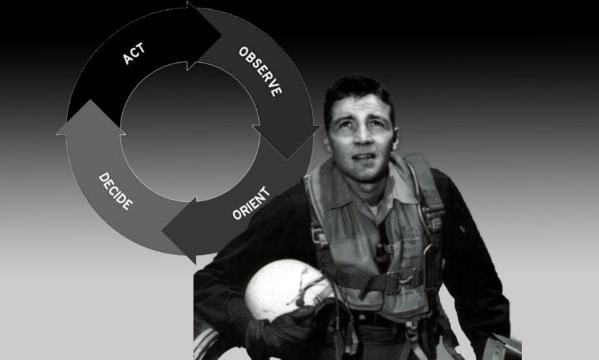 OBSERVE
ORIENT
DECIDE
ACT